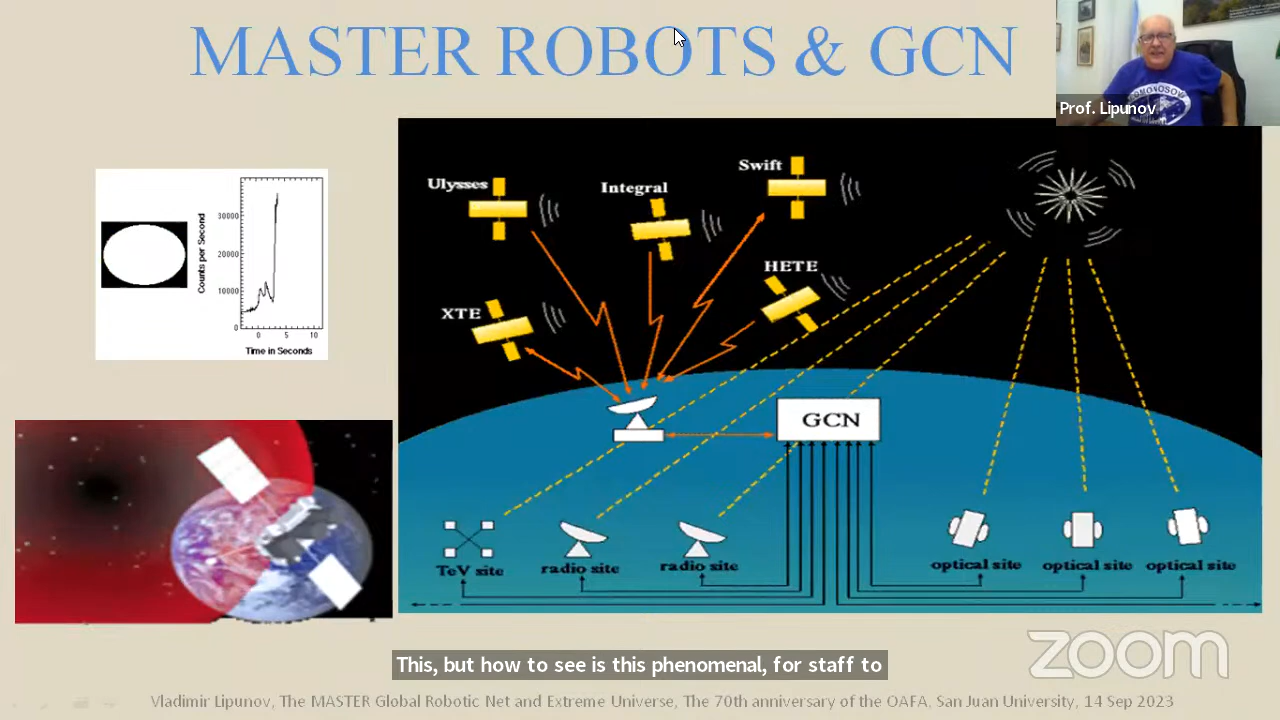 MASTER ROBOTS & GCN
Prof. Lipunov
Ulysses
Integral
Swift
XTE
HETE
GCN
TeV site
radio site
radio site
optical site
optical site
optical site
Counts per Second
30000
20000
10000
0
0
5
10
Time in Seconds
zoom
This, but how to see is this phenomenal, for staff to
Vladimir Lipunov, The MASTER Global Robotic Net and Extreme Universe, The 70th anniversary of the OAFA, San Juan University, 14 Sep 2023